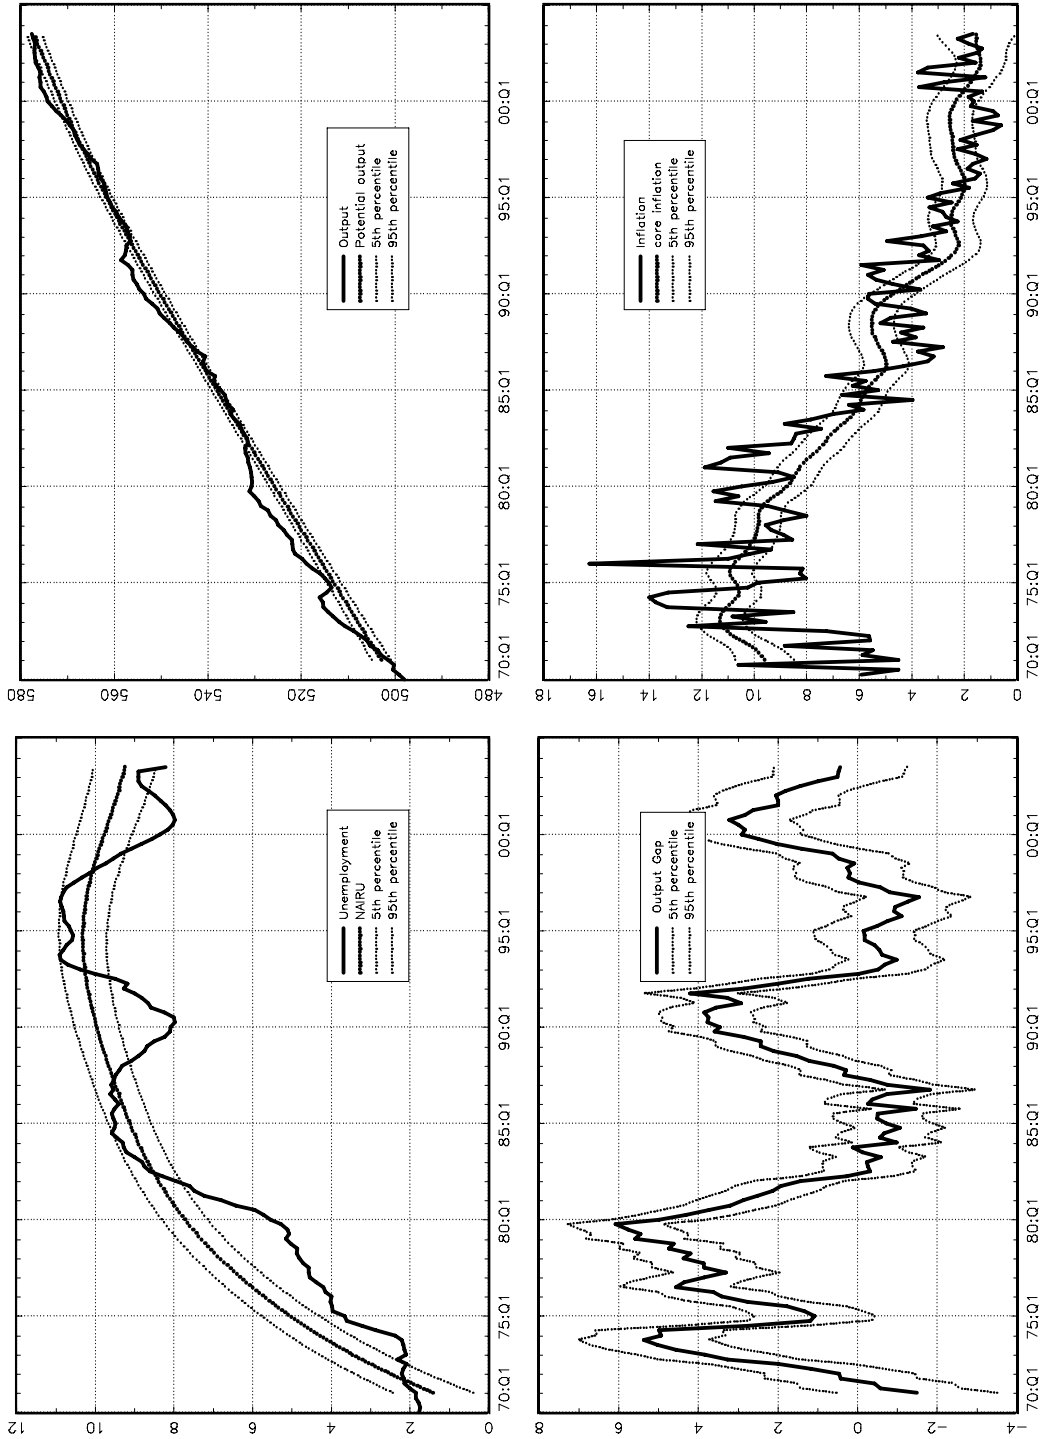 12
10
8
6
4
2
0
Unemployment
NAIRU
5th percentile
95th percentile
70:Q1 75:Q1 80:Q1 85:Q1 90:Q1 95:Q1 00:Q1
580
560
540
520
500
480
Output
Potential output
5th percentile
95th percentile
70:Q1 75:Q1 80:Q1 85:Q1 90:Q1 95:Q1 00:Q1
8
6
4
2
0
-2
-4
Output Gap
5th percentile
95th percentile
70:Q1 75:Q1 80:Q1 85:Q1 90:Q1 95:Q1 00:Q1
18
16
14
12
10
8
6
4
2
0
Inflation
core inflation
5th percentile
95th percentile
70:Q1 75:Q1 80:Q1 85:Q1 90:Q1 95:Q1 00:Q1